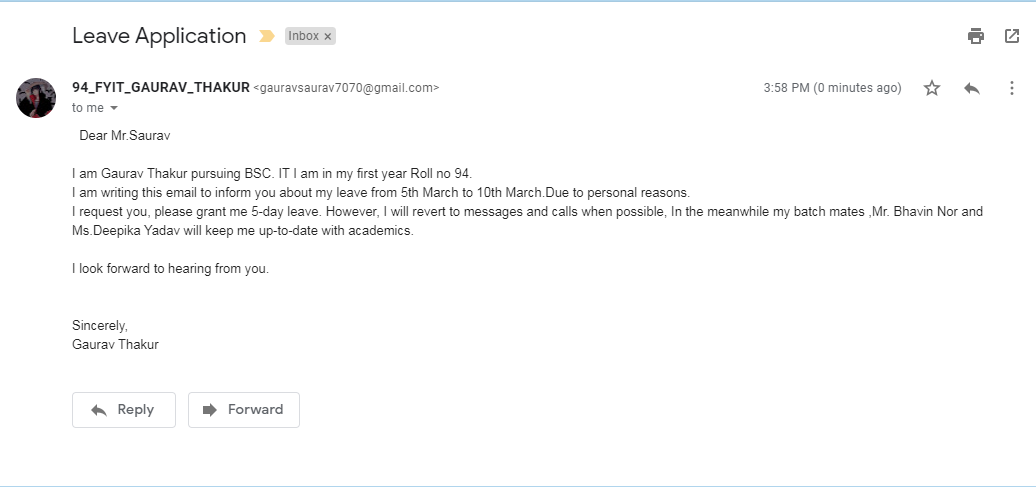 Leave Application Inbox x
94_FYIT_GAURAV_THAKUR <gauravsaurav7070@gmail.com> 3:58 PM (0 minutes ago)
to me
Dear Mr.Saurav
I am Gaurav Thakur pursuing BSC. IT I am in my first year Roll no 94.
I am writing this email to inform you about my leave from 5th March to 10th March.Due to personal reasons.
I request you, please grant me 5-day leave. However, I will revert to messages and calls when possible, In the meanwhile my batch mates ,Mr. Bhavin Nor and
Ms.Deepika Yadav will keep me up-to-date with academics.
I look forward to hearing from you.
Sincerely,
Gaurav Thakur
Reply Forward